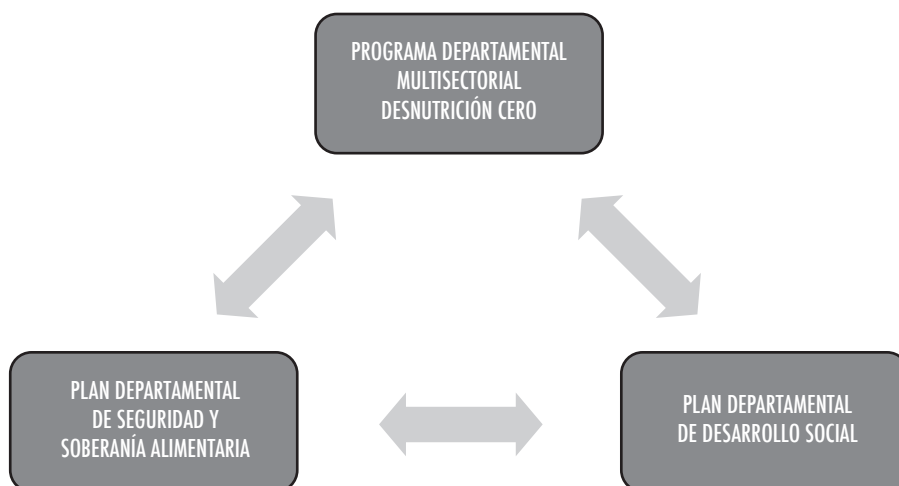 PROGRAMA DEPARTAMENTAL
MULTISECTORIAL
DESNUTRICIÓN CERO
PLAN DEPARTAMENTAL
DE SEGURIDAD Y
SOBERANÍA ALIMENTARIA
PLAN DEPARTAMENTAL
DE DESARROLLO SOCIAL